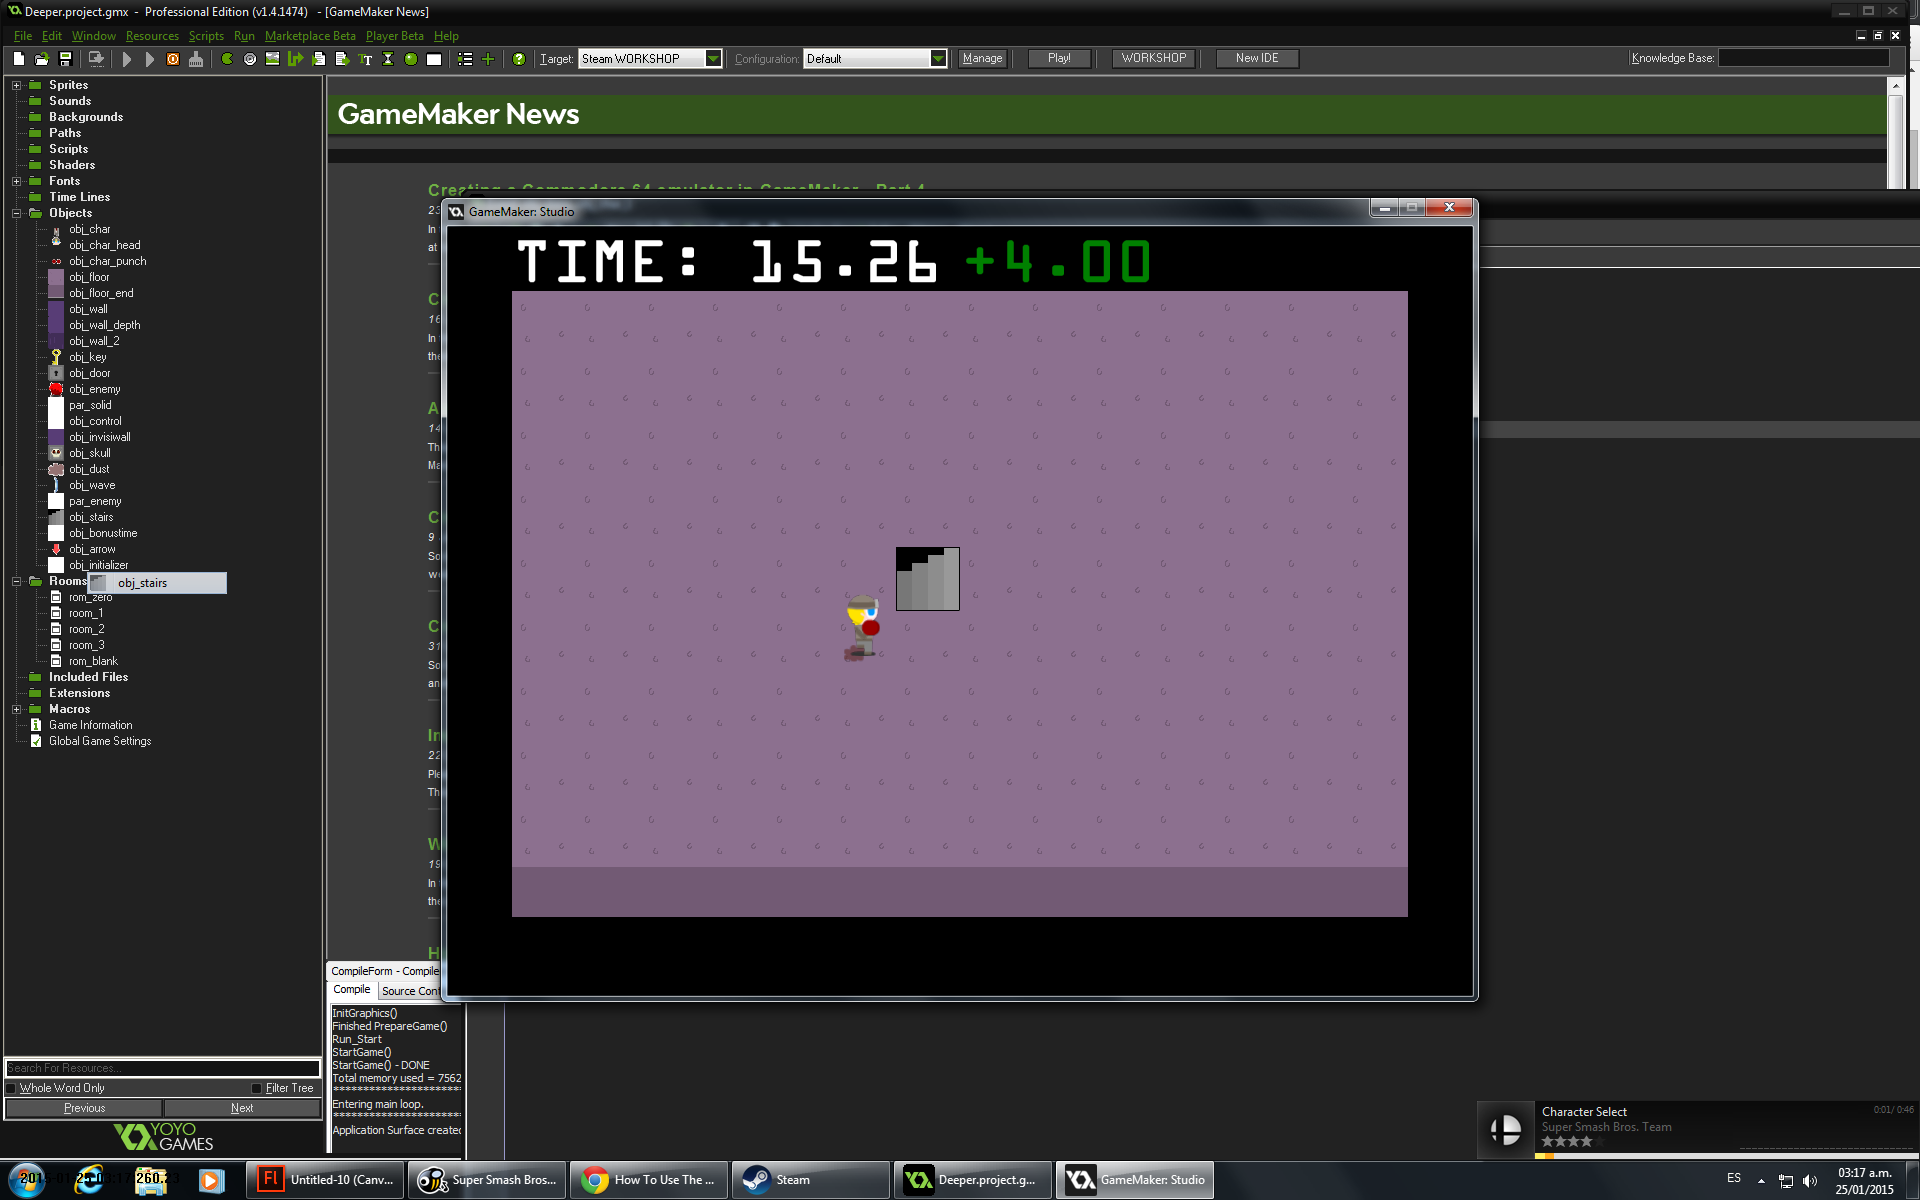 Deeper.project.gmx - Professional Edition (v1.4.1474) - [GameMaker News]
File Edit Window Resources Scripts Run Marketplace Beta Player Beta Help
Target: Steam WORKSHOP Configuration: Default Manage Play! WORKSHOP New IDE Knowledge Base:
Sprites
Sounds
Backgrounds
Paths
Scripts
Shaders
Fonts
Time Lines
Objects
obj_char
obj_char_head
obj_char_punch
obj_floor
obj_floor_end
obj_wall
obj_wall_depth
obj_wall_2
obj_key
obj_door
obj_enemy
par_solid
obj_control
obj_invisiwall
obj_skull
obj_dust
obj_wave
par_enemy
obj_stairs
obj_bonustime
obj_arrow
obj_initializer
Rooms
obj_stairs
rom_zero
room_1
room_2
room_3
rom_blank
Included Files
Extensions
Macros
Game Information
Global Game Settings
Search For Resources...
Whole Word Only Filter Tree
Previous Next
YOYO
GAMES
GameMaker News
Creating a Commodore 64 emulator in GameMaker - Part 4
GameMaker: Studio
TIME: 15.26 +4.00
CompileForm - Compile
Compile Source Cont
InitGraphics()
Finished PrepareGame()
Run_Start
StartGame()
StartGame() - DONE
Total memory used = 7562
Entering main loop.
Application Surface created
Character Select
Super Smash Bros. Team
0:01/ 0:46
Untitled-10 (Canv...
Super Smash Bros...
How To Use The ...
Steam
Deeper.project.g...
GameMaker: Studio
ES
03:17 a.m.
25/01/2015